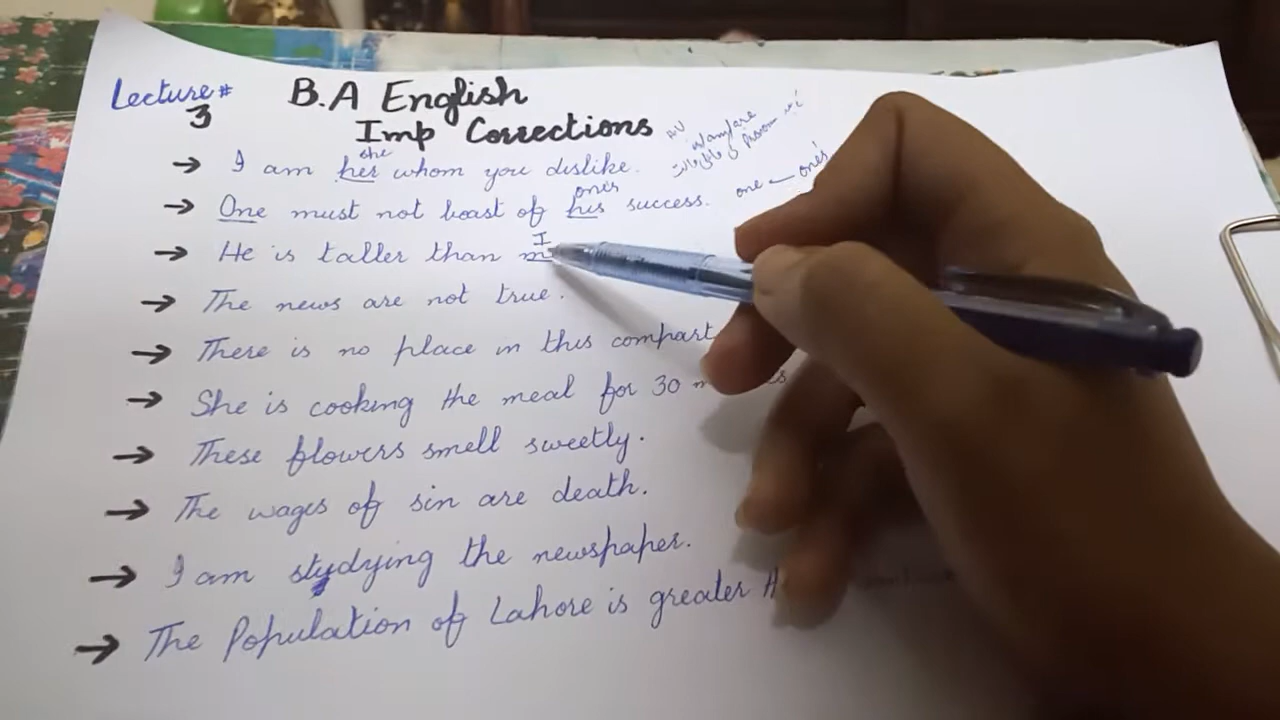 Lecture # 3
B.A English
Imp Corrections
→ I am her whom you dislike.
she
→ One must not boast of his success.
ones
one — one's
→ He is taller than m
I
→ The news are not true.
→ There is no place in this compart
→ She is cooking the meal for 30
→ These flowers smell sweetly.
→ The wages of sin are death.
→ I am studying the newspaper.
→ The Population of Lahore is greater